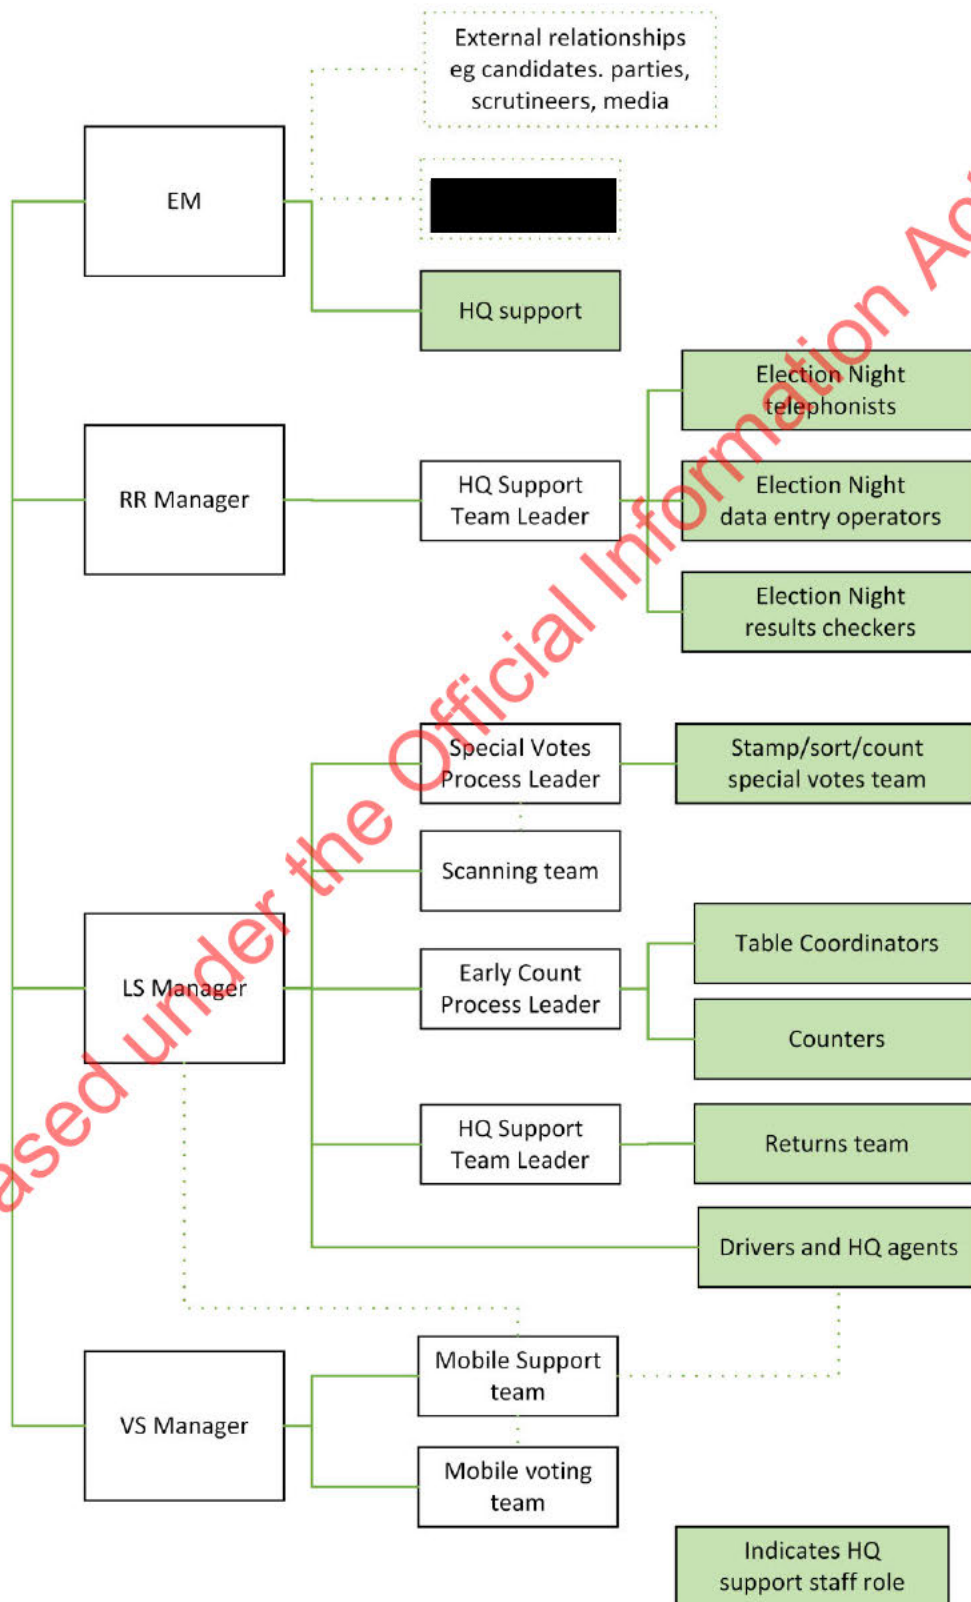 External relationships
eg candidates. parties,
scrutineers, media
EM
HQ support
Election Night
telephonists
RR Manager
HQ Support
Team Leader
Election Night
data entry operators
Election Night
results checkers
Special Votes
Process Leader
Stamp/sort/count
special votes team
Scanning team
LS Manager
Early Count
Process Leader
Table Coordinators
Counters
HQ Support
Team Leader
Returns team
Drivers and HQ agents
VS Manager
Mobile Support
team
Mobile voting
team
Indicates HQ
support staff role
under the Official Information